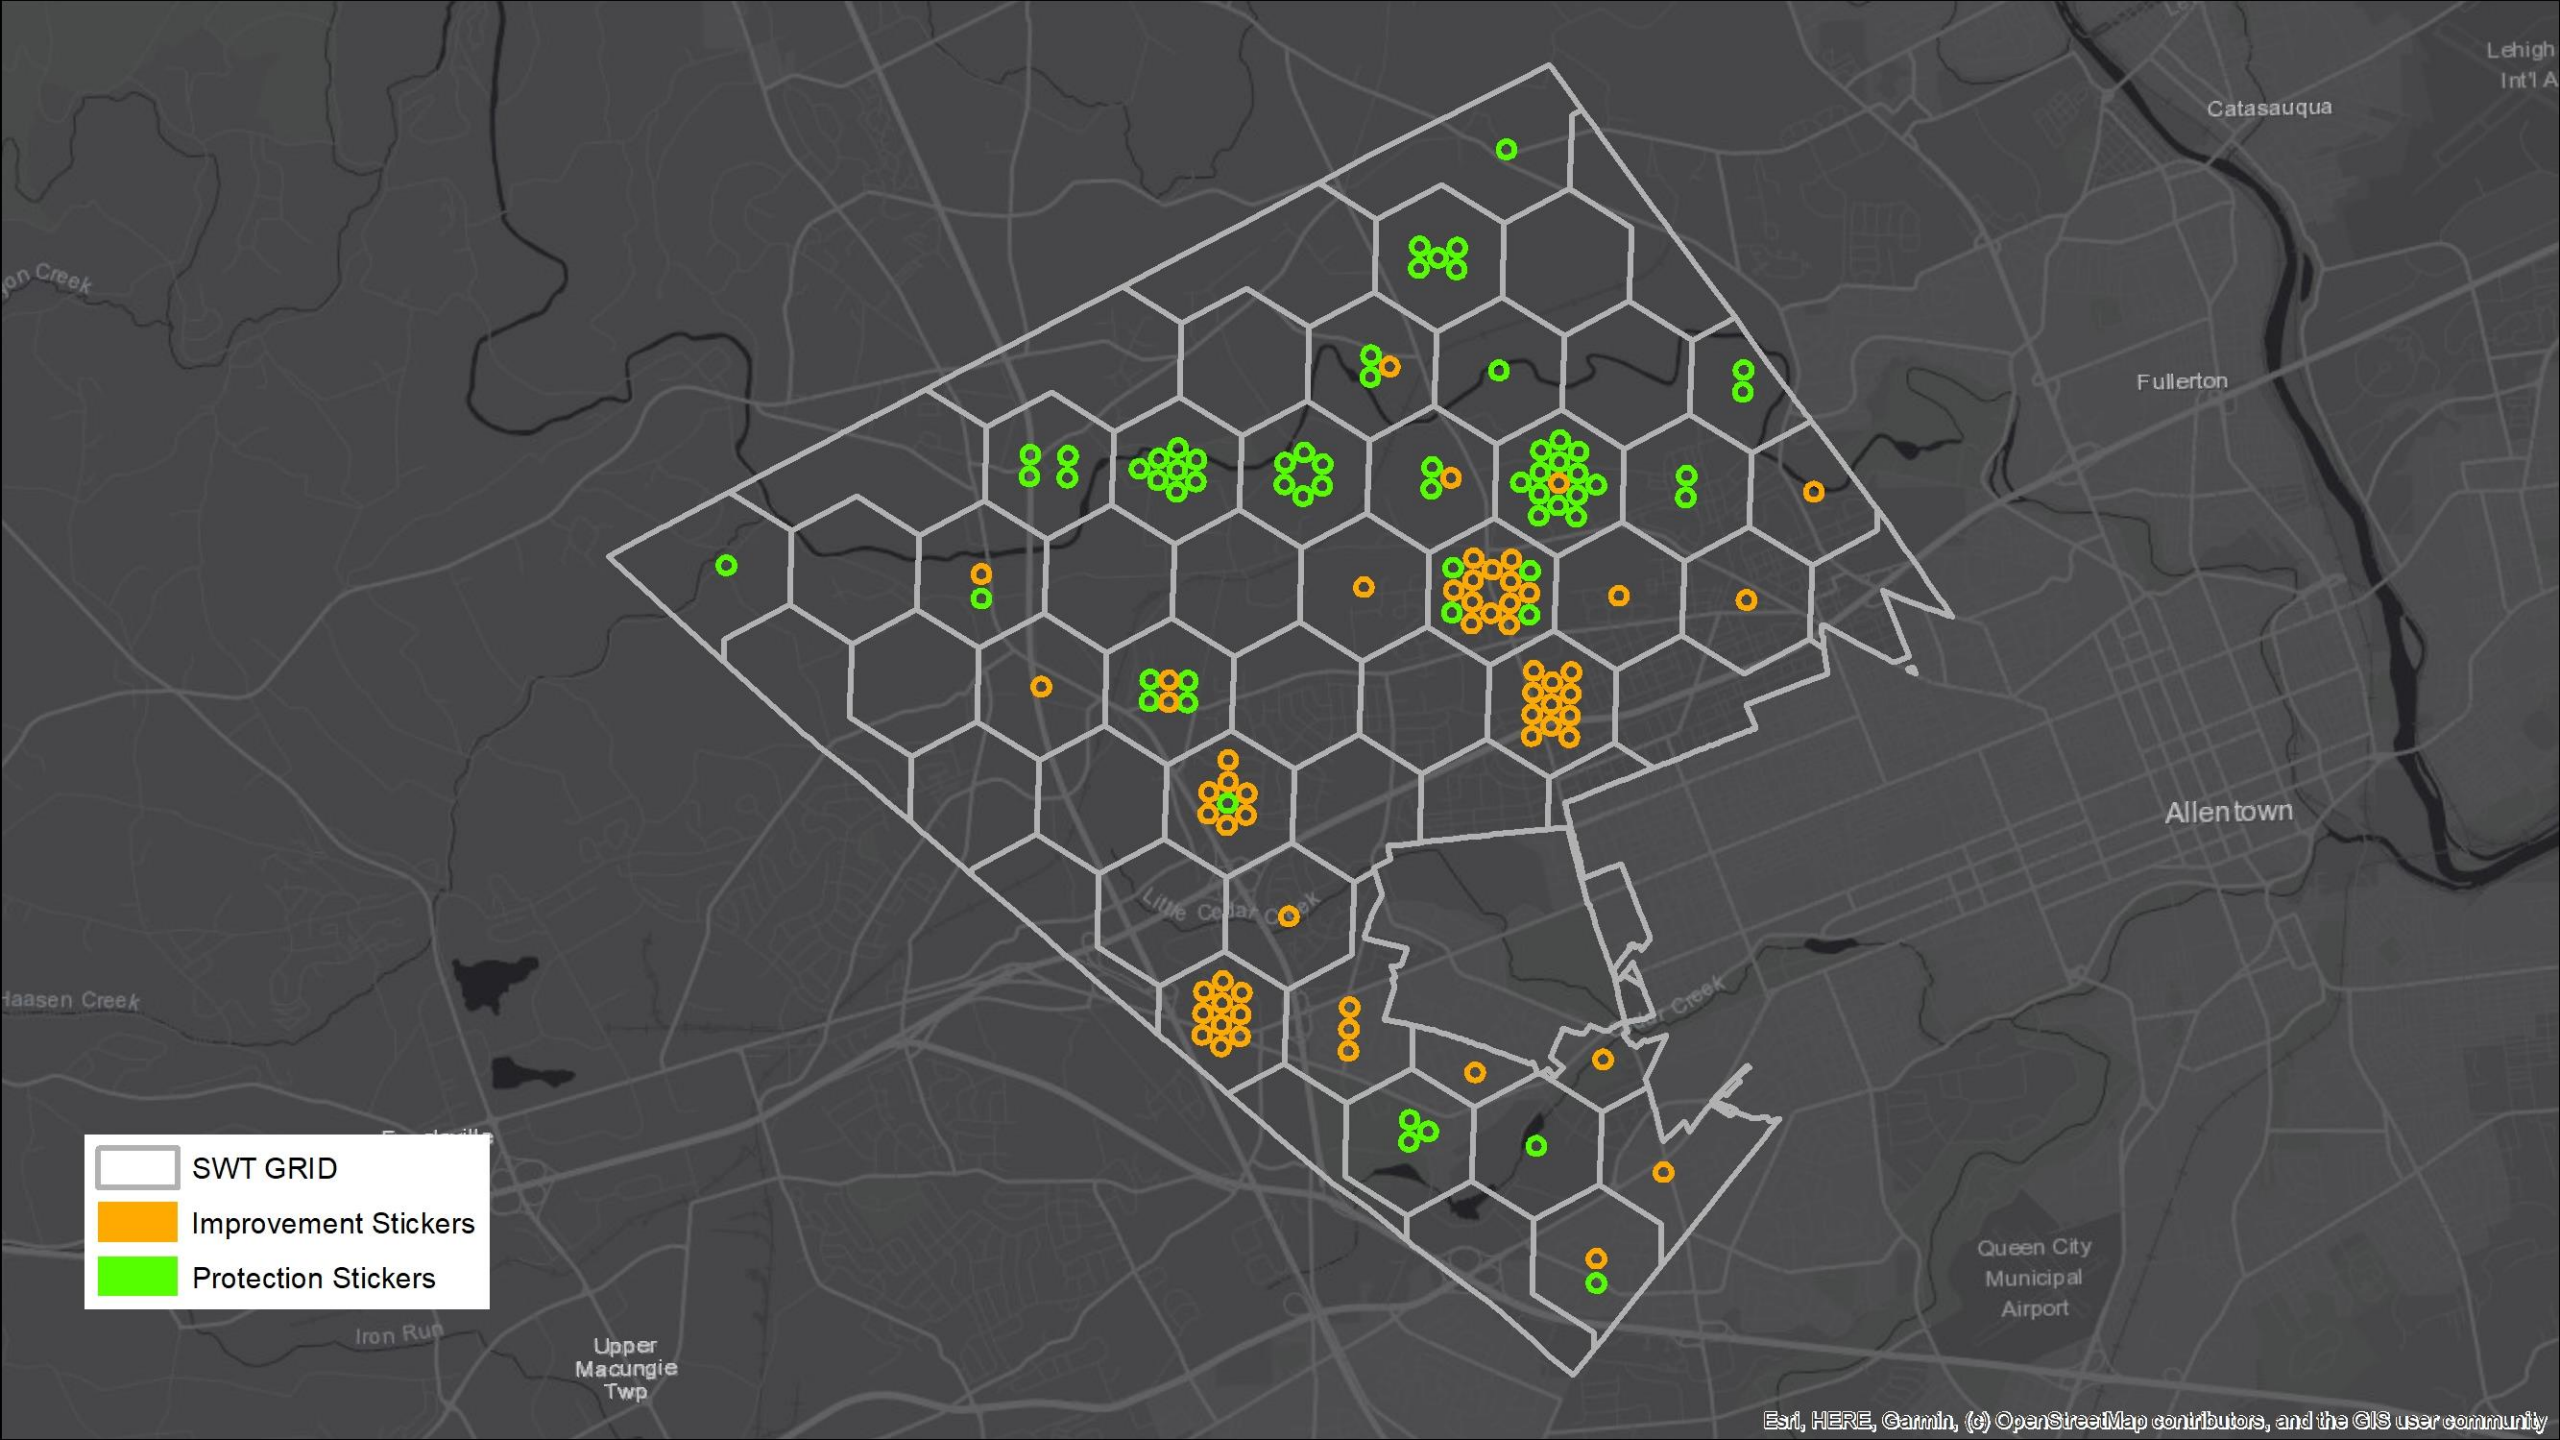 Lehigh
Int'l A
Catasauqua
on Creek
Fullerton
Allentown
Little Cedar Creek
Haasen Creek
Creek
SWT GRID
Improvement Stickers
Protection Stickers
Queen City
Municipal
Airport
Iron Run
Upper
Macungie
Twp
Esri, HERE, Garmin, (c) OpenStreetMap contributors, and the GIS user community